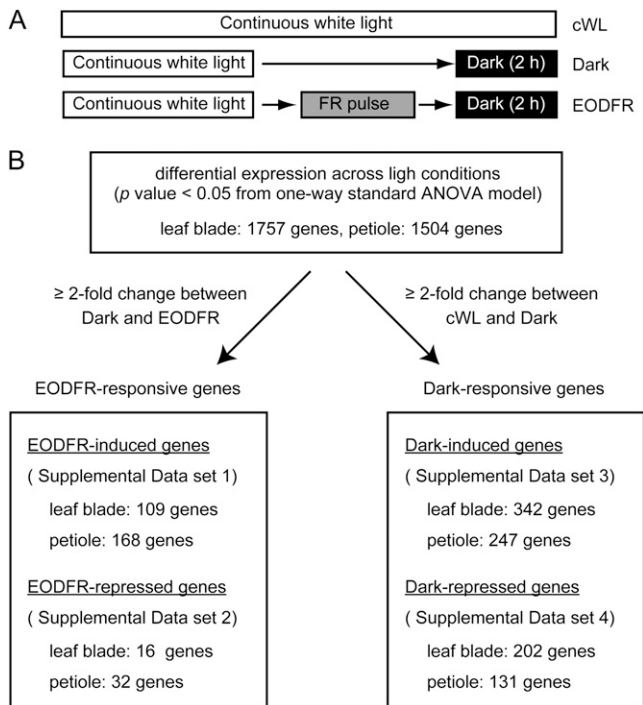 A
Continuous white light cWL
Continuous white light Dark (2 h) Dark
Continuous white light FR pulse Dark (2 h) EODFR
B
differential expression across ligh conditions
(p value < 0.05 from one-way standard ANOVA model)
leaf blade: 1757 genes, petiole: 1504 genes
≥ 2-fold change between
Dark and EODFR
≥ 2-fold change between
cWL and Dark
EODFR-responsive genes
EODFR-induced genes
( Supplemental Data set 1)
leaf blade: 109 genes
petiole: 168 genes
EODFR-repressed genes
( Supplemental Data set 2)
leaf blade: 16 genes
petiole: 32 genes
Dark-responsive genes
Dark-induced genes
( Supplemental Data set 3)
leaf blade: 342 genes
petiole: 247 genes
Dark-repressed genes
( Supplemental Data set 4)
leaf blade: 202 genes
petiole: 131 genes